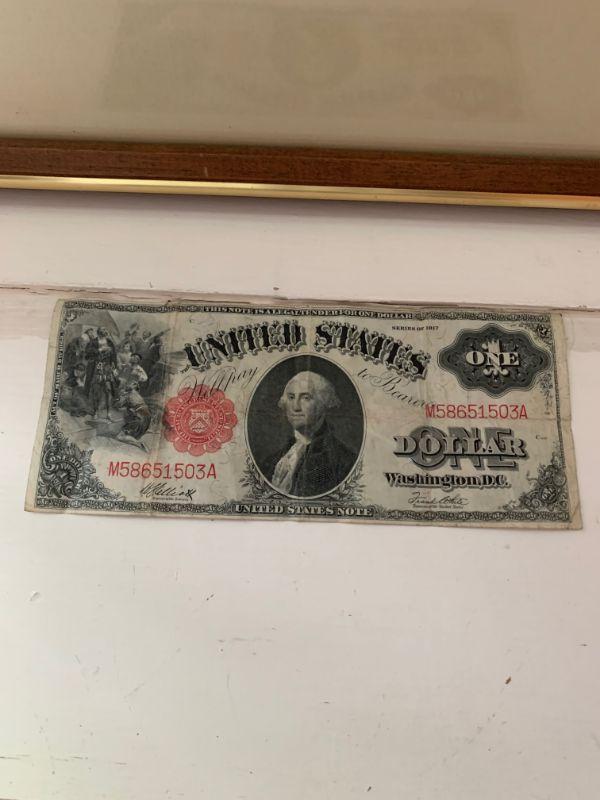 THIS NOTE IS A LEGAL TENDER FOR ONE DOLLAR
SERIES OF 1917
UNITED STATES
ONE
Will pay to Bearer
M58651503A
ONE
DOLLAR
M58651503A
Washington, D.C.
UNITED STATES NOTE